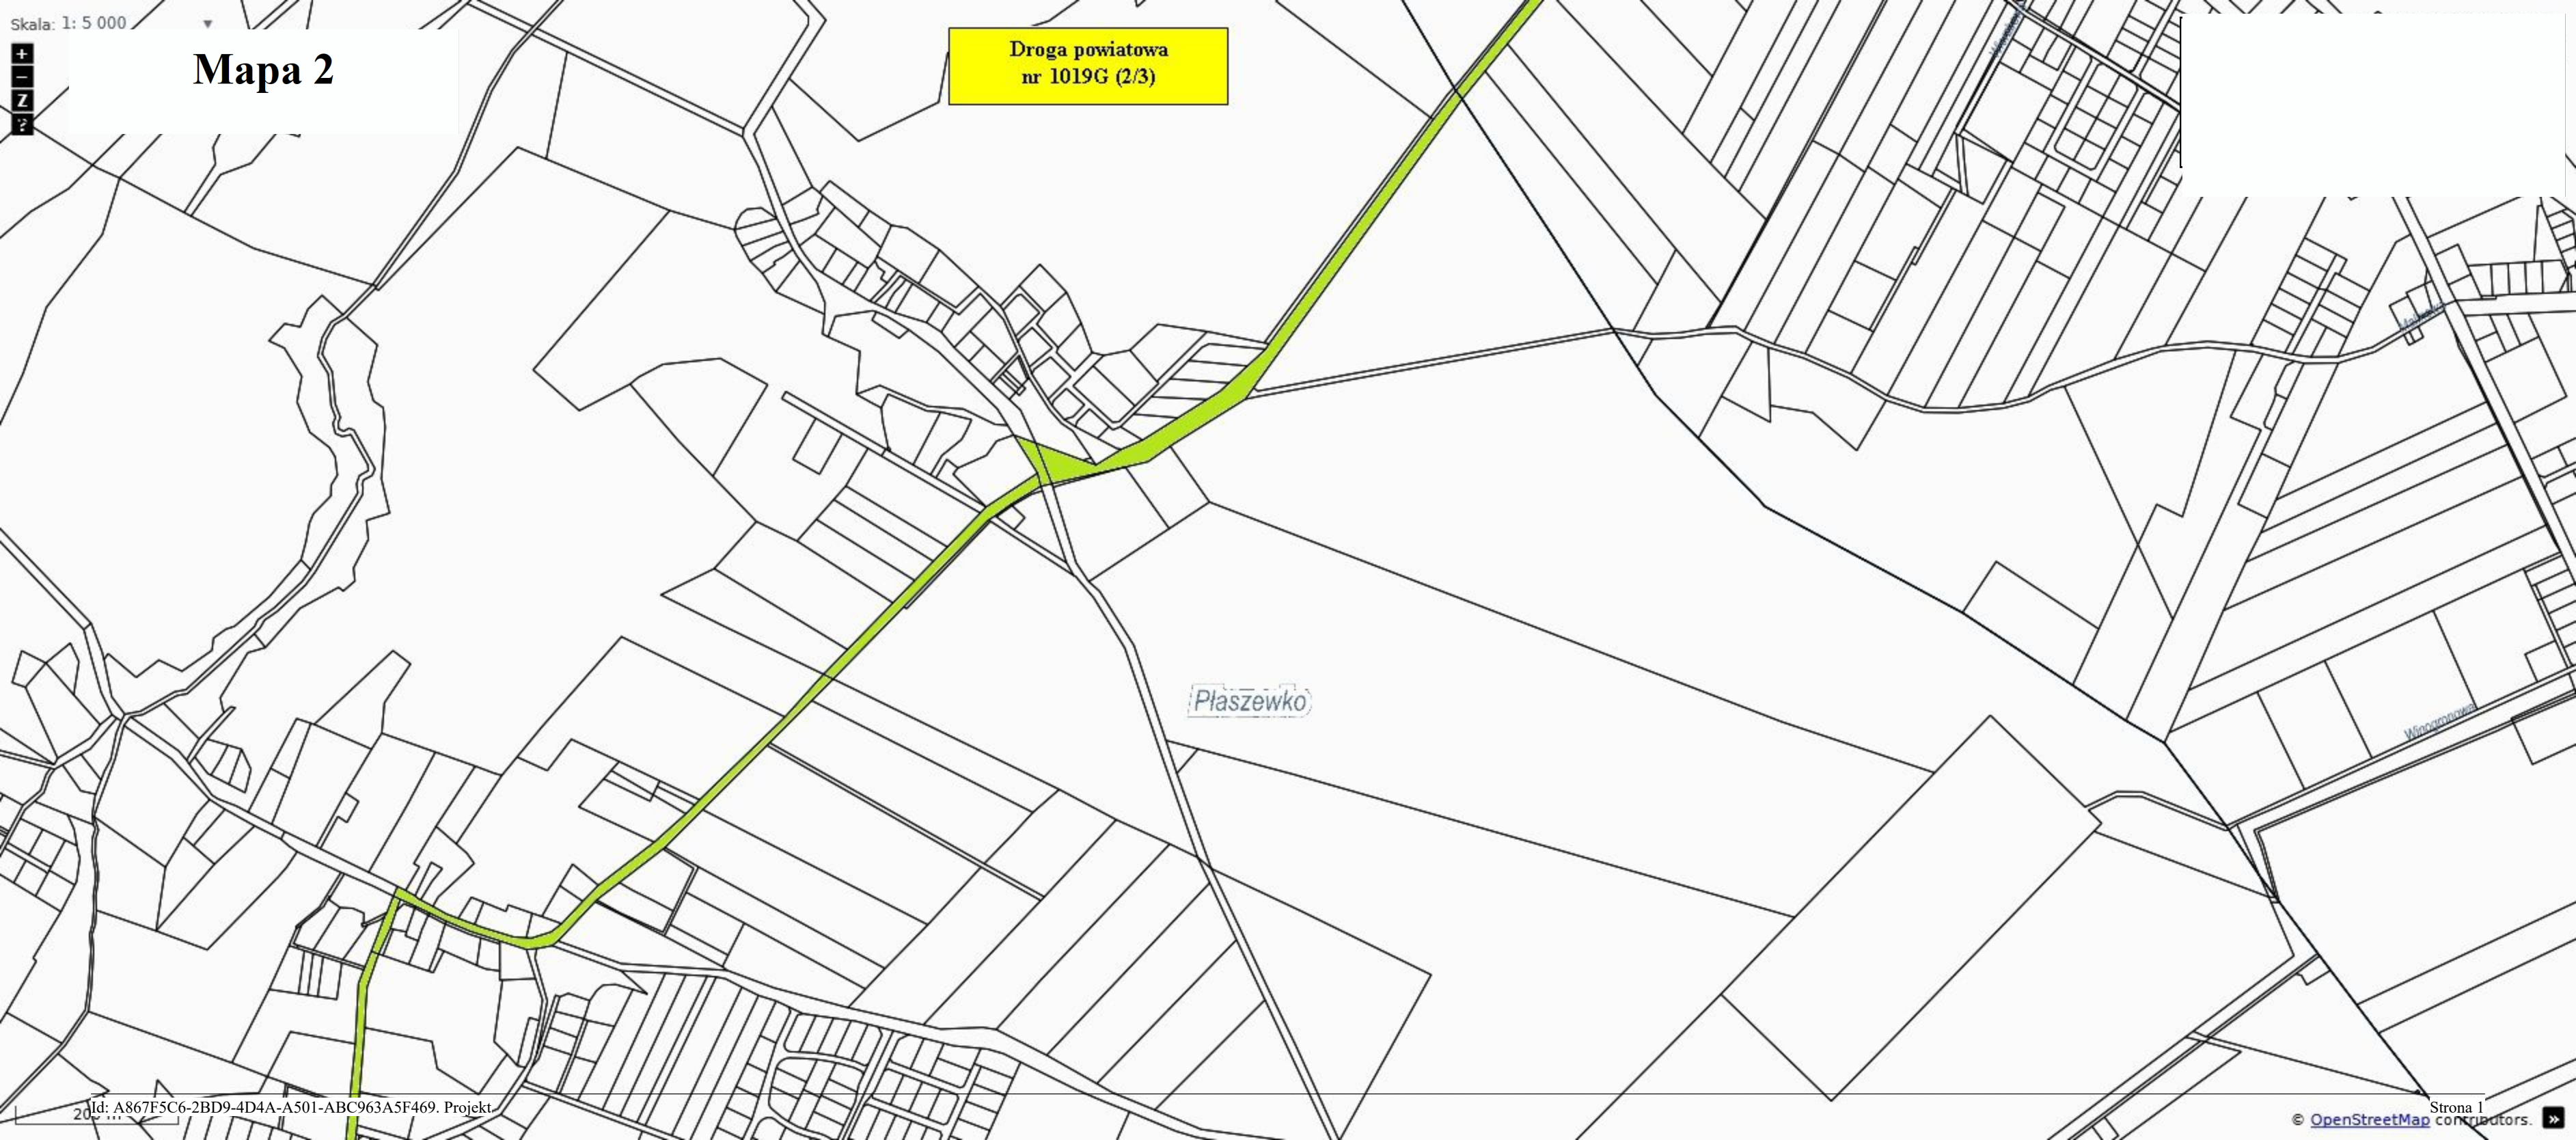 Skala: 1: 5 000
+
−
Z
?
Mapa 2
Droga powiatowa
nr 1019G (2/3)
Płaszewko
Winogronowa
Id: A867F5C6-2BD9-4D4A-A501-ABC963A5F469. Projekt
Strona 1
© OpenStreetMap contributors. »